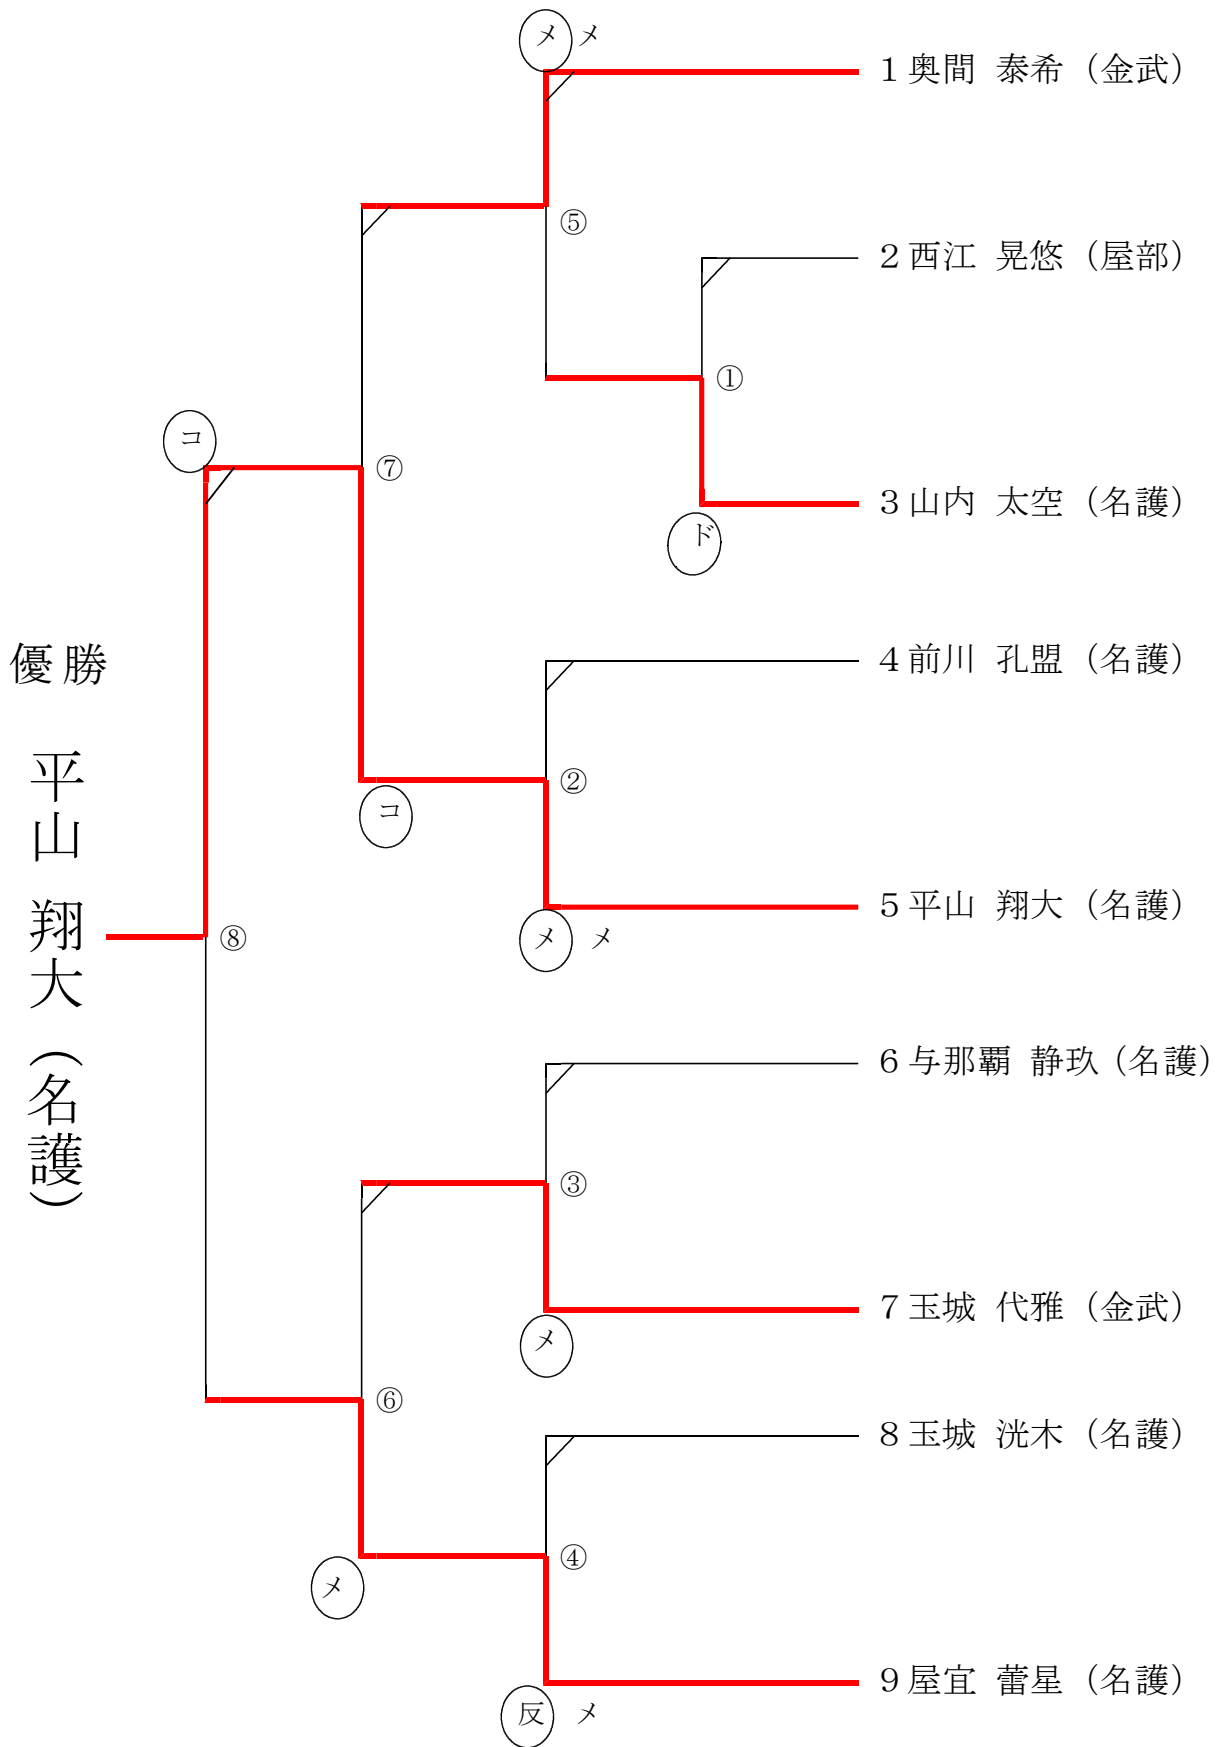 メ メ
1 奥間 泰希 (金武)
⑤
2 西江 晃悠 (屋部)
①
コ
⑦
3 山内 太空 (名護)
ド
優勝
4 前川 孔盟 (名護)
平山 翔大 (名護)
②
コ
5 平山 翔大 (名護)
⑧
メ メ
6 与那覇 静玖 (名護)
③
7 玉城 代雅 (金武)
メ
⑥
8 玉城 洸木 (名護)
④
メ
9 屋宜 蕾星 (名護)
反 メ